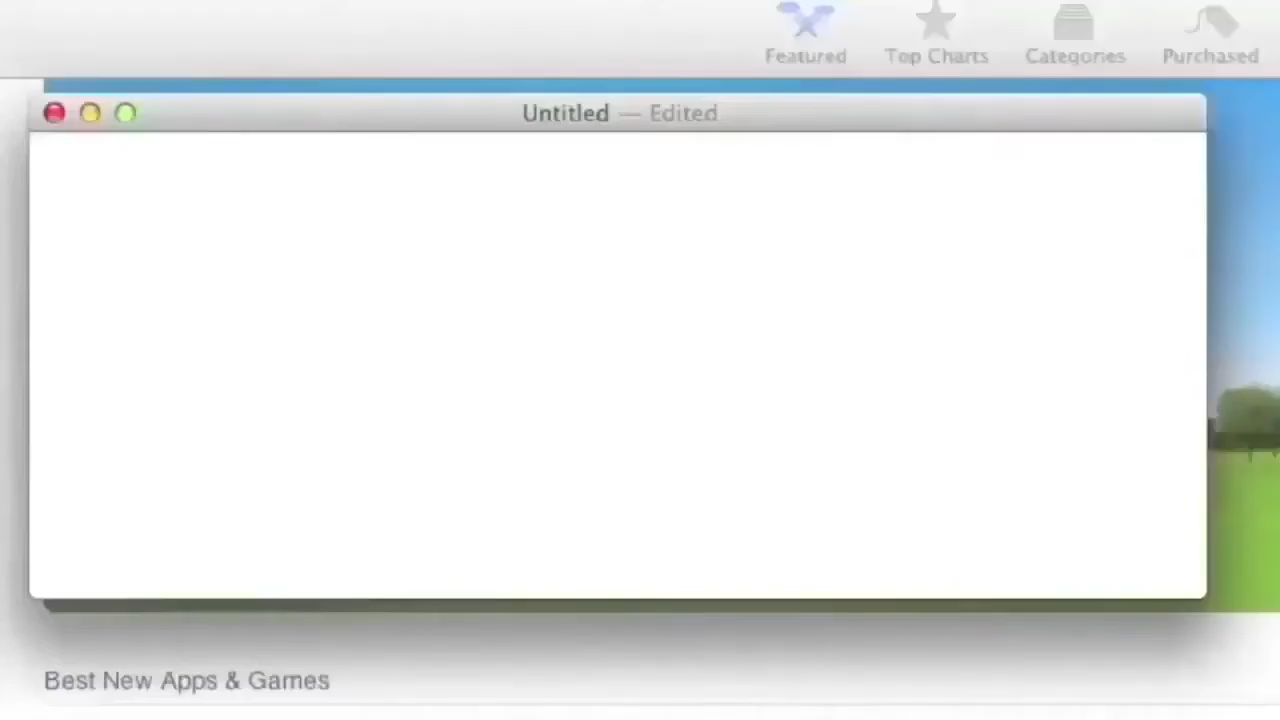 Featured Top Charts Categories Purchased
Untitled — Edited
Best New Apps & Games